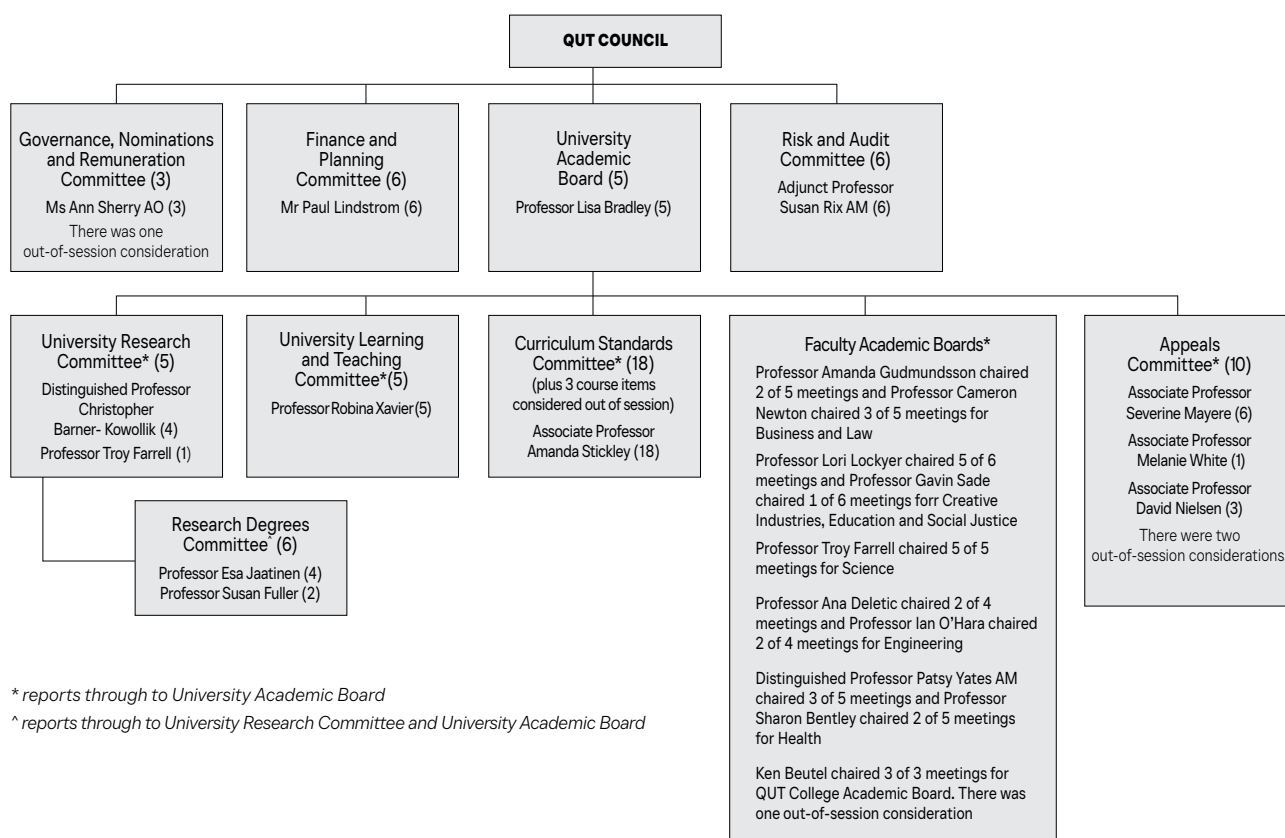 QUT COUNCIL
Governance, Nominations
and Remuneration
Committee (3)
Ms Ann Sherry AO (3)
There was one
out-of-session consideration
Finance and
Planning
Committee (6)
Mr Paul Lindstrom (6)
University
Academic
Board (5)
Professor Lisa Bradley (5)
Risk and Audit
Committee (6)
Adjunct Professor
Susan Rix AM (6)
University Research
Committee* (5)
Distinguished Professor
Christopher
Barner- Kowollik (4)
Professor Troy Farrell (1)
University Learning
and Teaching
Committee*(5)
Professor Robina Xavier (5)
Curriculum Standards
Committee* (18)
(plus 3 course items
considered out of session)
Associate Professor
Amanda Stickley (18)
Faculty Academic Boards*
Professor Amanda Gudmundsson chaired
2 of 5 meetings and Professor Cameron
Newton chaired 3 of 5 meetings for
Business and Law
Professor Lori Lockyer chaired 5 of 6
meetings and Professor Gavin Sade
chaired 1 of 6 meetings forr Creative
Industries, Education and Social Justice
Professor Troy Farrell chaired 5 of 5
meetings for Science
Professor Ana Deletic chaired 2 of 4
meetings and Professor Ian O'Hara chaired
2 of 4 meetings for Engineering
Distinguished Professor Patsy Yates AM
chaired 3 of 5 meetings and Professor
Sharon Bentley chaired 2 of 5 meetings
for Health
Ken Beutel chaired 3 of 3 meetings for
QUT College Academic Board. There was
one out-of-session consideration
Appeals
Committee* (10)
Associate Professor
Severine Mayere (6)
Associate Professor
Melanie White (1)
Associate Professor
David Nielsen (3)
There were two
out-of-session considerations
Research Degrees
Committee^ (6)
Professor Esa Jaatinen (4)
Professor Susan Fuller (2)
* reports through to University Academic Board
^ reports through to University Research Committee and University Academic Board